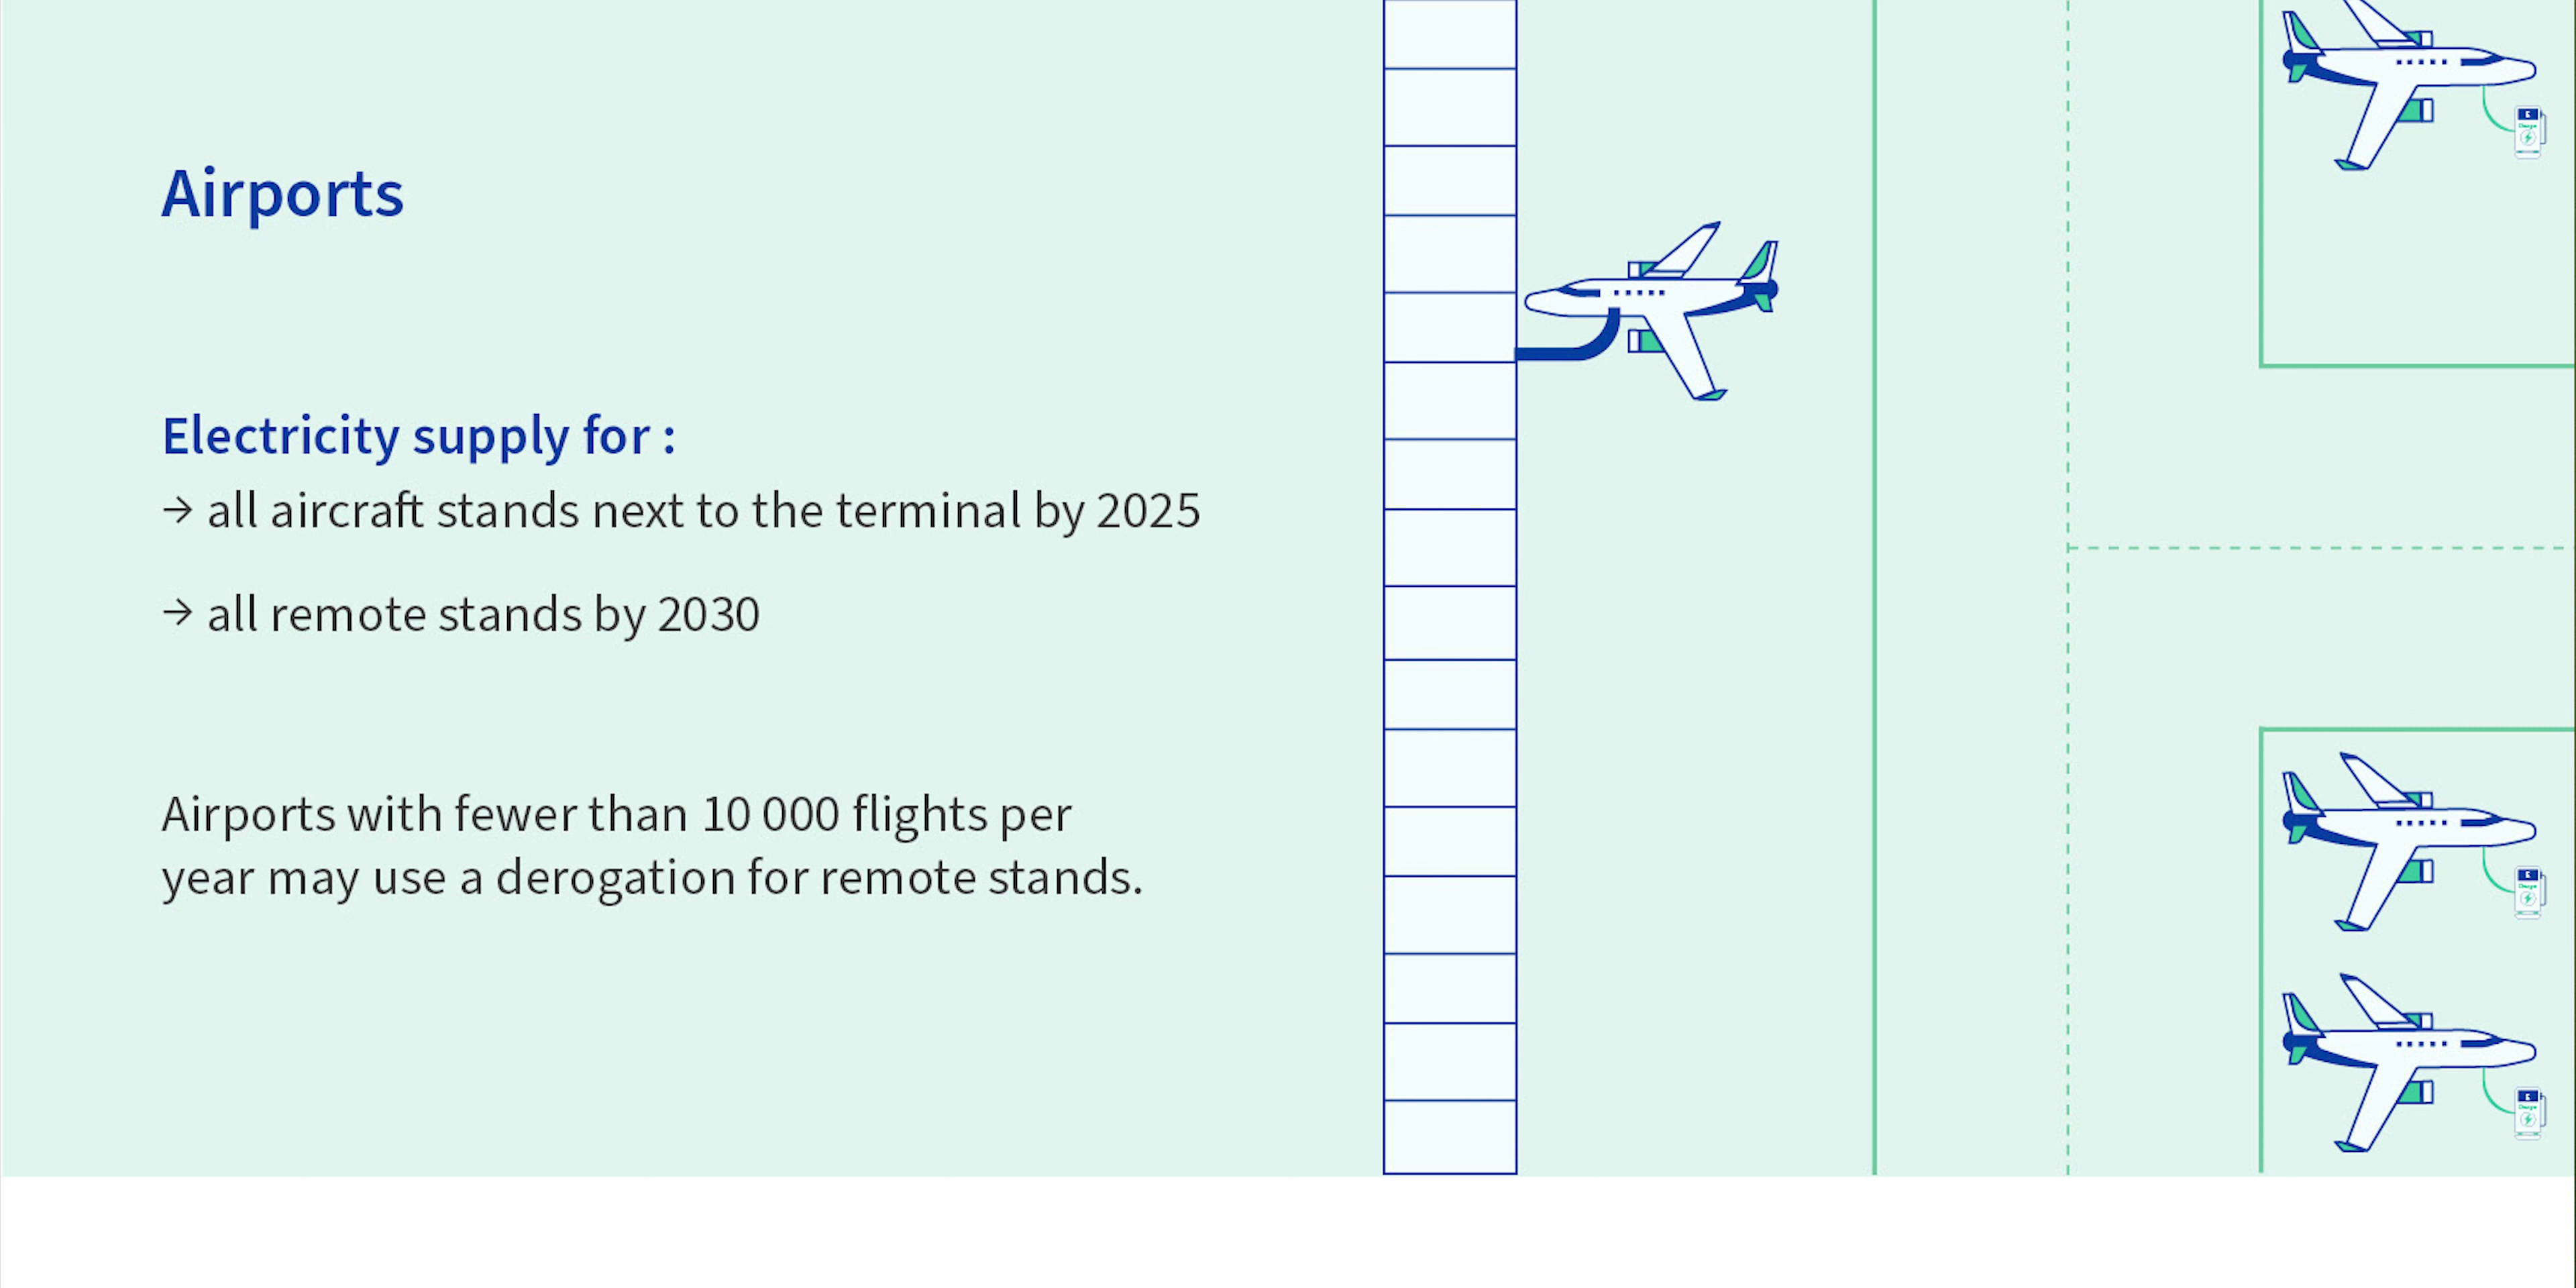 Airports
Electricity supply for :
→ all aircraft stands next to the terminal by 2025
→ all remote stands by 2030
Airports with fewer than 10 000 flights per
year may use a derogation for remote stands.